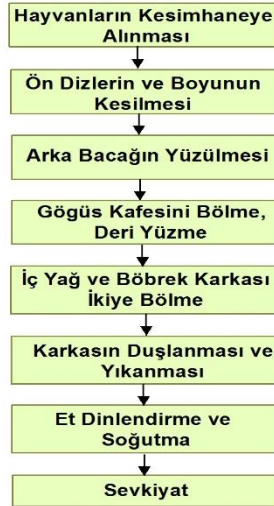 Hayvanların Kesimhaneye
Alınması
Ön Dizlerin ve Boyunun
Kesilmesi
Arka Bacağın Yüzülmesi
Gögüs Kafesini Bölme,
Deri Yüzme
İç Yağ ve Böbrek Karkası
İkiye Bölme
Karkasın Duşlanması ve
Yıkanması
Et Dinlendirme ve
Soğutma
Sevkiyat